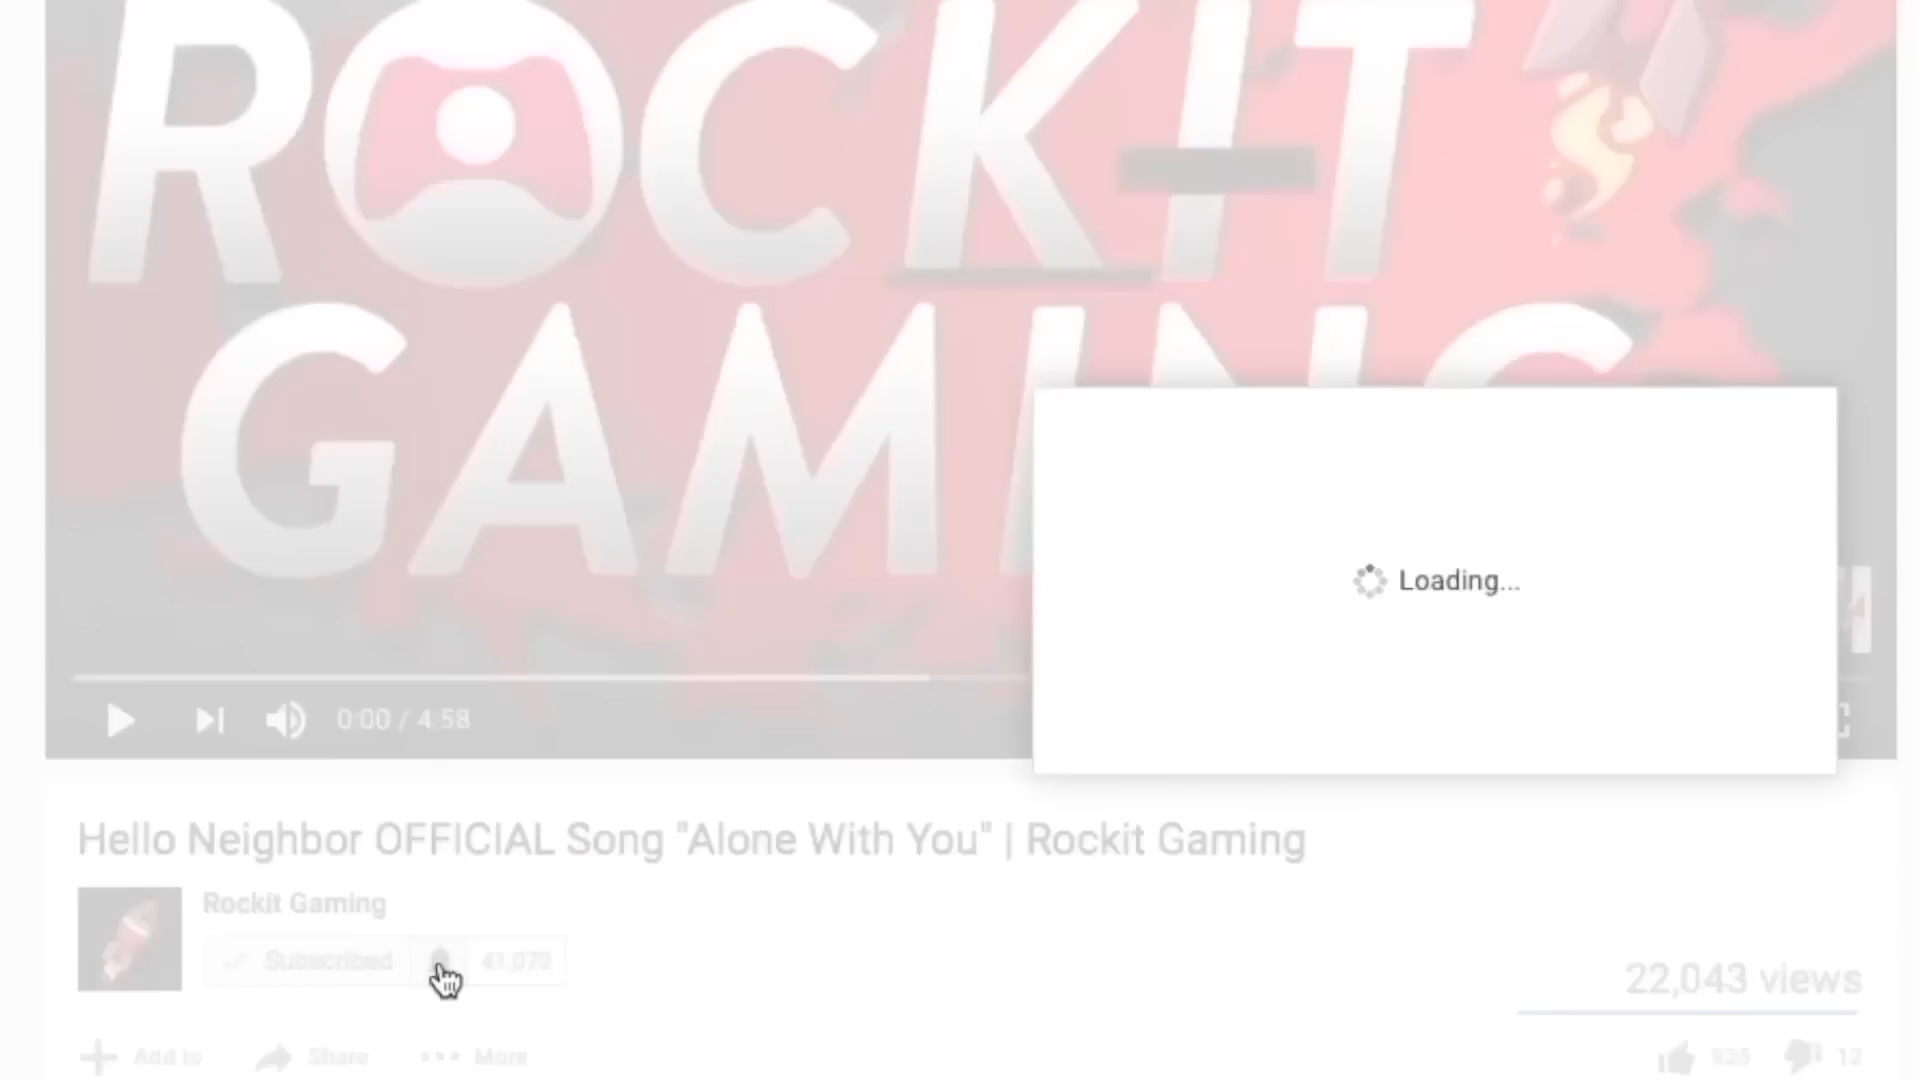 ROCKIT
GAMING
Loading...
0:00 / 4:58
Hello Neighbor OFFICIAL Song "Alone With You" | Rockit Gaming
Rockit Gaming
Subscribed 41,072
22,043 views
Add to Share More 12